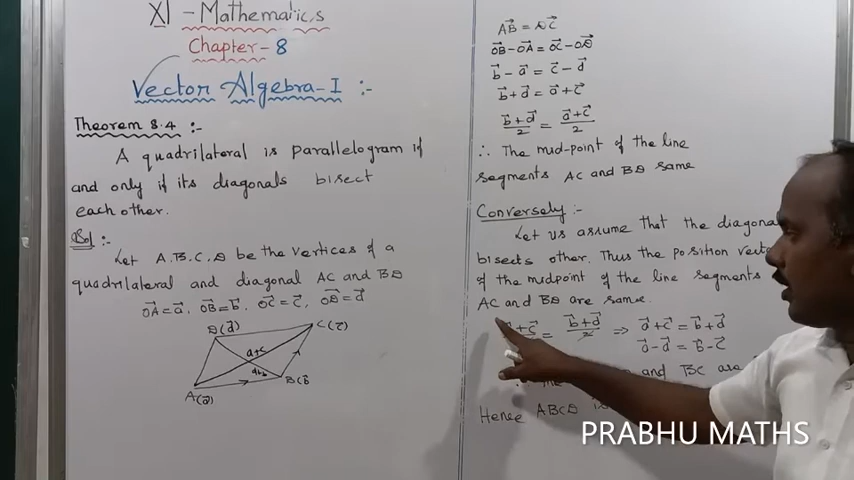 XI - Mathematics
Chapter - 8
Vector Algebra - I :-
Theorem 8.4 :-
A quadrilateral is parallelogram if
and only if its diagonals bisect
each other.
Sol :-
Let A.B.C.D be the vertices of a
quadrilateral and diagonal AC and BD
OA⃗ = a⃗, OB⃗ = b⃗, OC⃗ = c⃗, OD⃗ = d⃗
D(d⃗) C(c⃗)
a+c
A(a⃗) B(b⃗
AB⃗ = DC⃗
OB⃗ - OA⃗ = OC⃗ - OD⃗
b⃗ - a⃗ = c⃗ - d⃗
b⃗ + d⃗ = a⃗ + c⃗
(b⃗ + d⃗)/2 = (a⃗ + c⃗)/2
∴ The mid-point of the line
segments AC and BD same
Conversely :-
Let us assume that the diagonal
bisects other. Thus the position vector
of the midpoint of the line segments
AC and BD are same.
+ c⃗ = (b⃗ + d⃗)/2 ⇒ a⃗ + c⃗ = b⃗ + d⃗
a⃗ - d⃗ = b⃗ - c⃗
and BC are
Hence ABCD
PRABHU MATHS